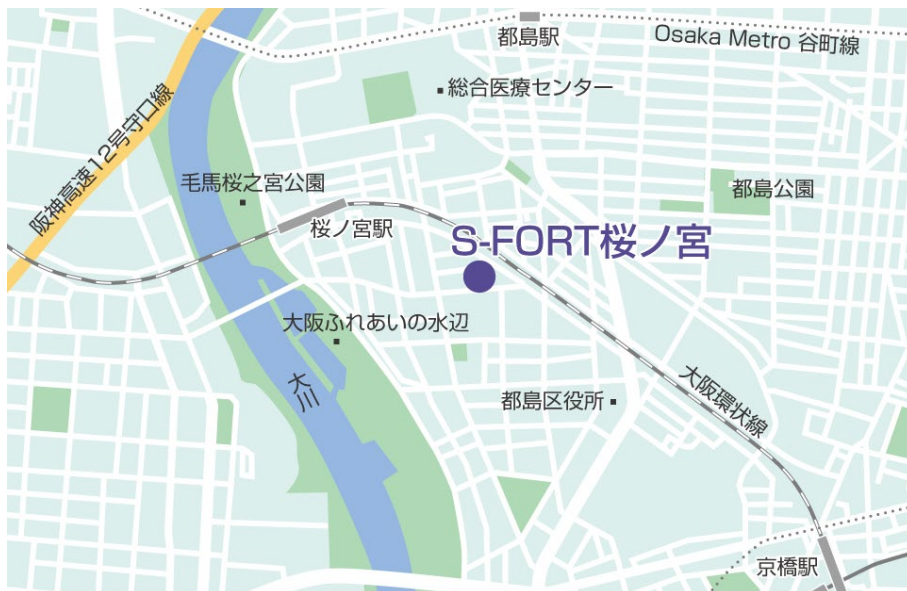 都島駅
Osaka Metro 谷町線
総合医療センター
阪神高速12号守口線
毛馬桜之宮公園
都島公園
桜ノ宮駅
S-FORT桜ノ宮
大阪ふれあいの水辺
大川
都島区役所
大阪環状線
京橋駅